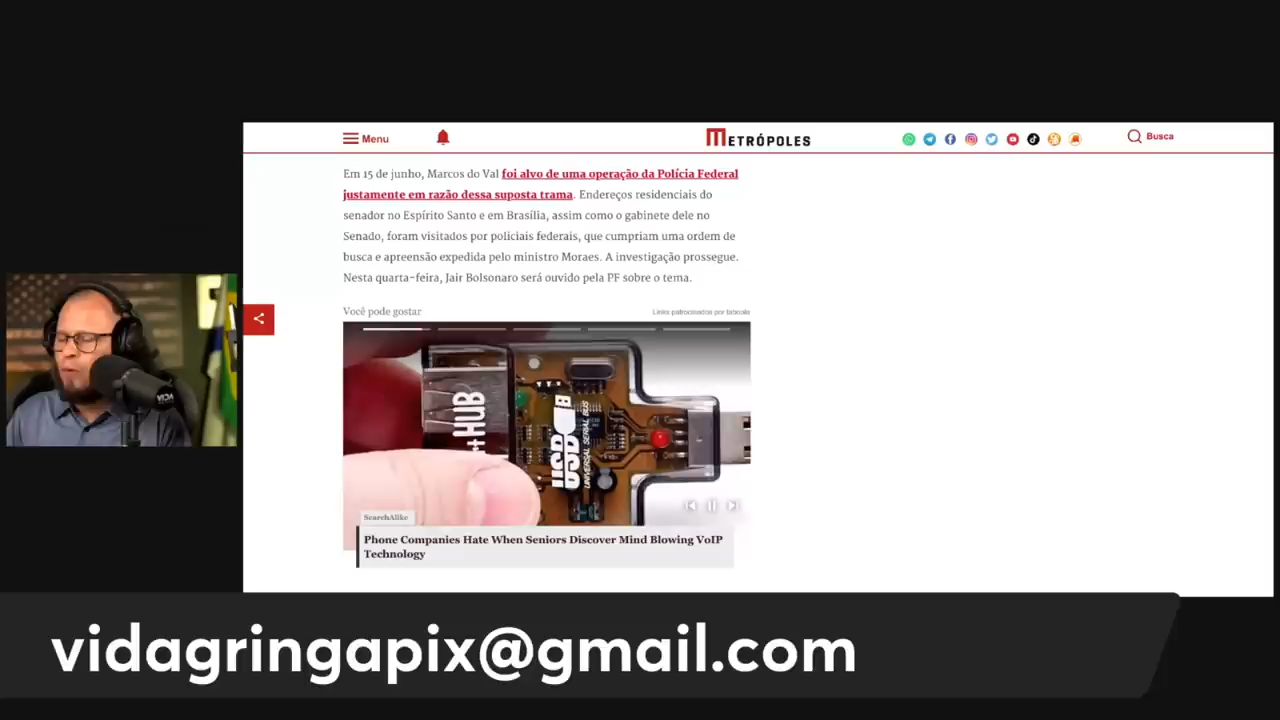 Menu
METRÓPOLES
Busca
Em 15 de junho, Marcos do Val foi alvo de uma operação da Polícia Federal
justamente em razão dessa suposta trama. Endereços residenciais do
senador no Espírito Santo e em Brasília, assim como o gabinete dele no
Senado, foram visitados por policiais federais, que cumpriam uma ordem de
busca e apreensão expedida pelo ministro Moraes. A investigação prossegue.
Nesta quarta-feira, Jair Bolsonaro será ouvido pela PF sobre o tema.
Você pode gostar
Links patrocinados por taboola
HUB
USB
UNIVERSAL SERIAL BUS
VIDA
SearchAlike
Phone Companies Hate When Seniors Discover Mind Blowing VoIP
Technology
vidagringapix@gmail.com